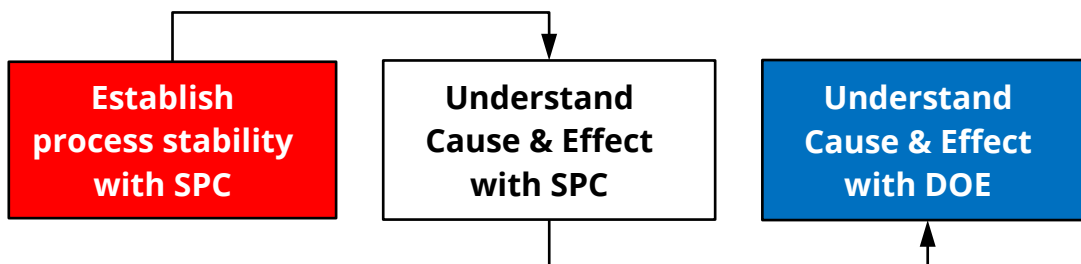 Establish
process stability
with SPC
Understand
Cause & Effect
with SPC
Understand
Cause & Effect
with DOE